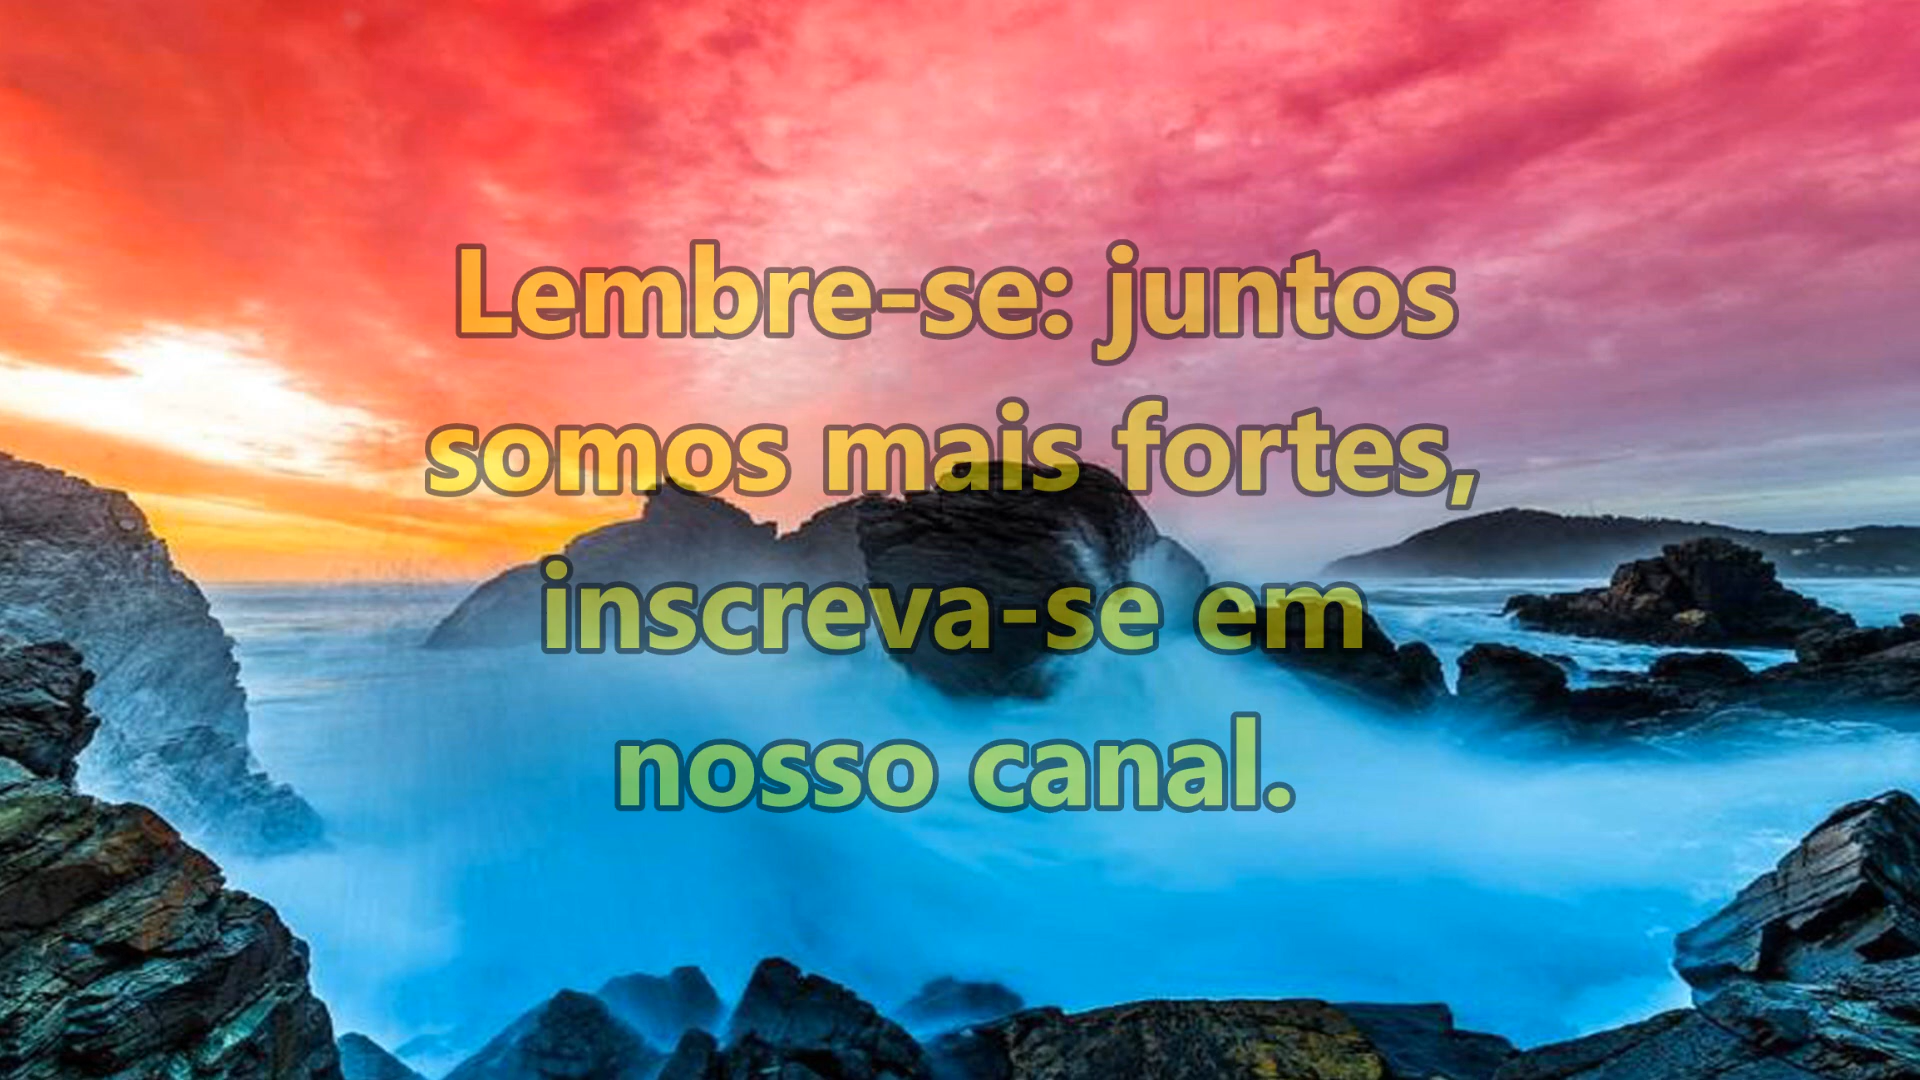 Lembre-se: juntos
somos mais fortes,
inscreva-se em
nosso canal.